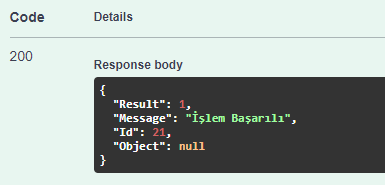 Code Details
200
Response body
{
  "Result": 1,
  "Message": "İşlem Başarılı",
  "Id": 21,
  "Object": null
}